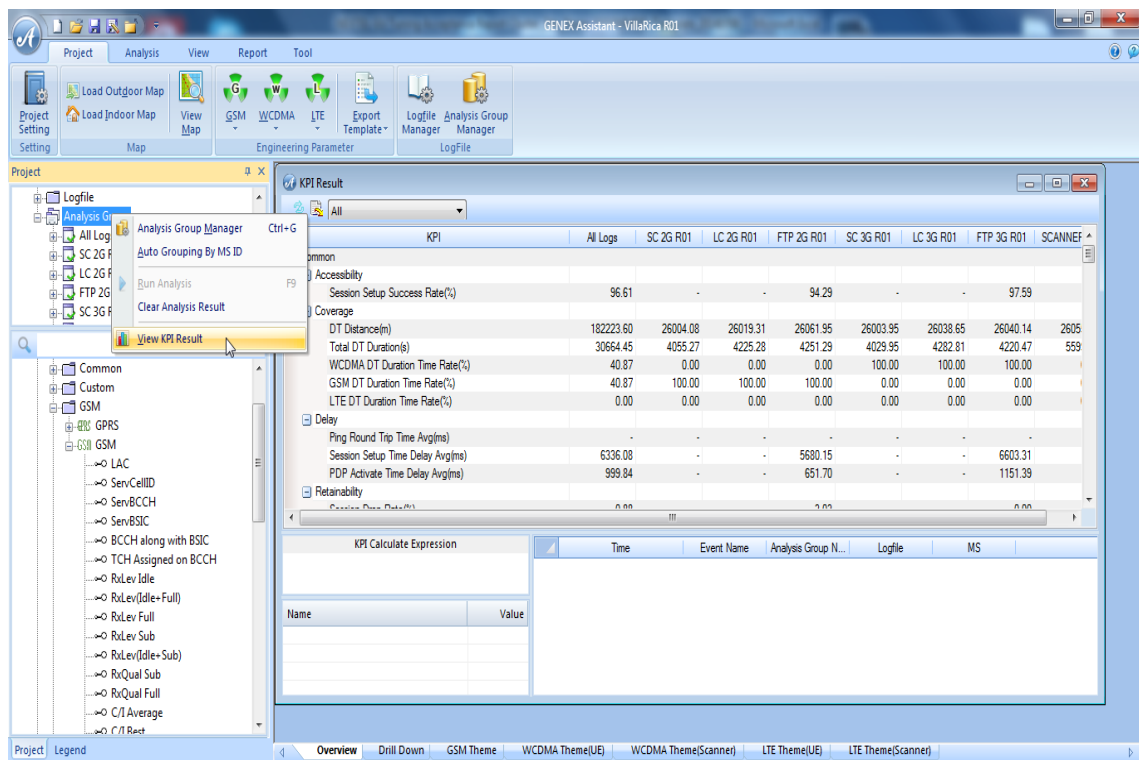 GENEX Assistant - VillaRica R01
Project Analysis View Report Tool
Project Setting
Load Outdoor Map
Load Indoor Map
View Map
GSM WCDMA LTE
Export Template
Logfile Manager
Analysis Group Manager
Setting Map Engineering Parameter LogFile
Project
Logfile
Analysis Gr
All Log
SC 2G F
LC 2G F
FTP 2G
SC 3G F
Analysis Group Manager Ctrl+G
Auto Grouping By MS ID
Run Analysis F9
Clear Analysis Result
View KPI Result
Common
Custom
GSM
GPRS
GSM
LAC
ServCellID
ServBCCH
ServBSIC
BCCH along with BSIC
TCH Assigned on BCCH
RxLev Idle
RxLev(Idle+Full)
RxLev Full
RxLev Sub
RxLev(Idle+Sub)
RxQual Sub
RxQual Full
C/I Average
C/I Best
Project Legend
KPI Result
All
KPI All Logs SC 2G R01 LC 2G R01 FTP 2G R01 SC 3G R01 LC 3G R01 FTP 3G R01 SCANNEF
ommon
Accessibility
Session Setup Success Rate(%) 96.61 - - 94.29 - - 97.59
Coverage
DT Distance(m) 182223.60 26004.08 26019.31 26061.95 26003.95 26038.65 26040.14 2605
Total DT Duration(s) 30664.45 4055.27 4225.28 4251.29 4029.95 4282.81 4220.47 559
WCDMA DT Duration Time Rate(%) 40.87 0.00 0.00 0.00 100.00 100.00 100.00
GSM DT Duration Time Rate(%) 40.87 100.00 100.00 100.00 0.00 0.00 0.00
LTE DT Duration Time Rate(%) 0.00 0.00 0.00 0.00 0.00 0.00 0.00
Delay
Ping Round Trip Time Avg(ms) - - - - - - -
Session Setup Time Delay Avg(ms) 6336.08 - - 5680.15 - - 6603.31
PDP Activate Time Delay Avg(ms) 999.84 - - 651.70 - - 1151.39
Retainability
KPI Calculate Expression
Name Value
Time Event Name Analysis Group N... Logfile MS
Overview Drill Down GSM Theme WCDMA Theme(UE) WCDMA Theme(Scanner) LTE Theme(UE) LTE Theme(Scanner)